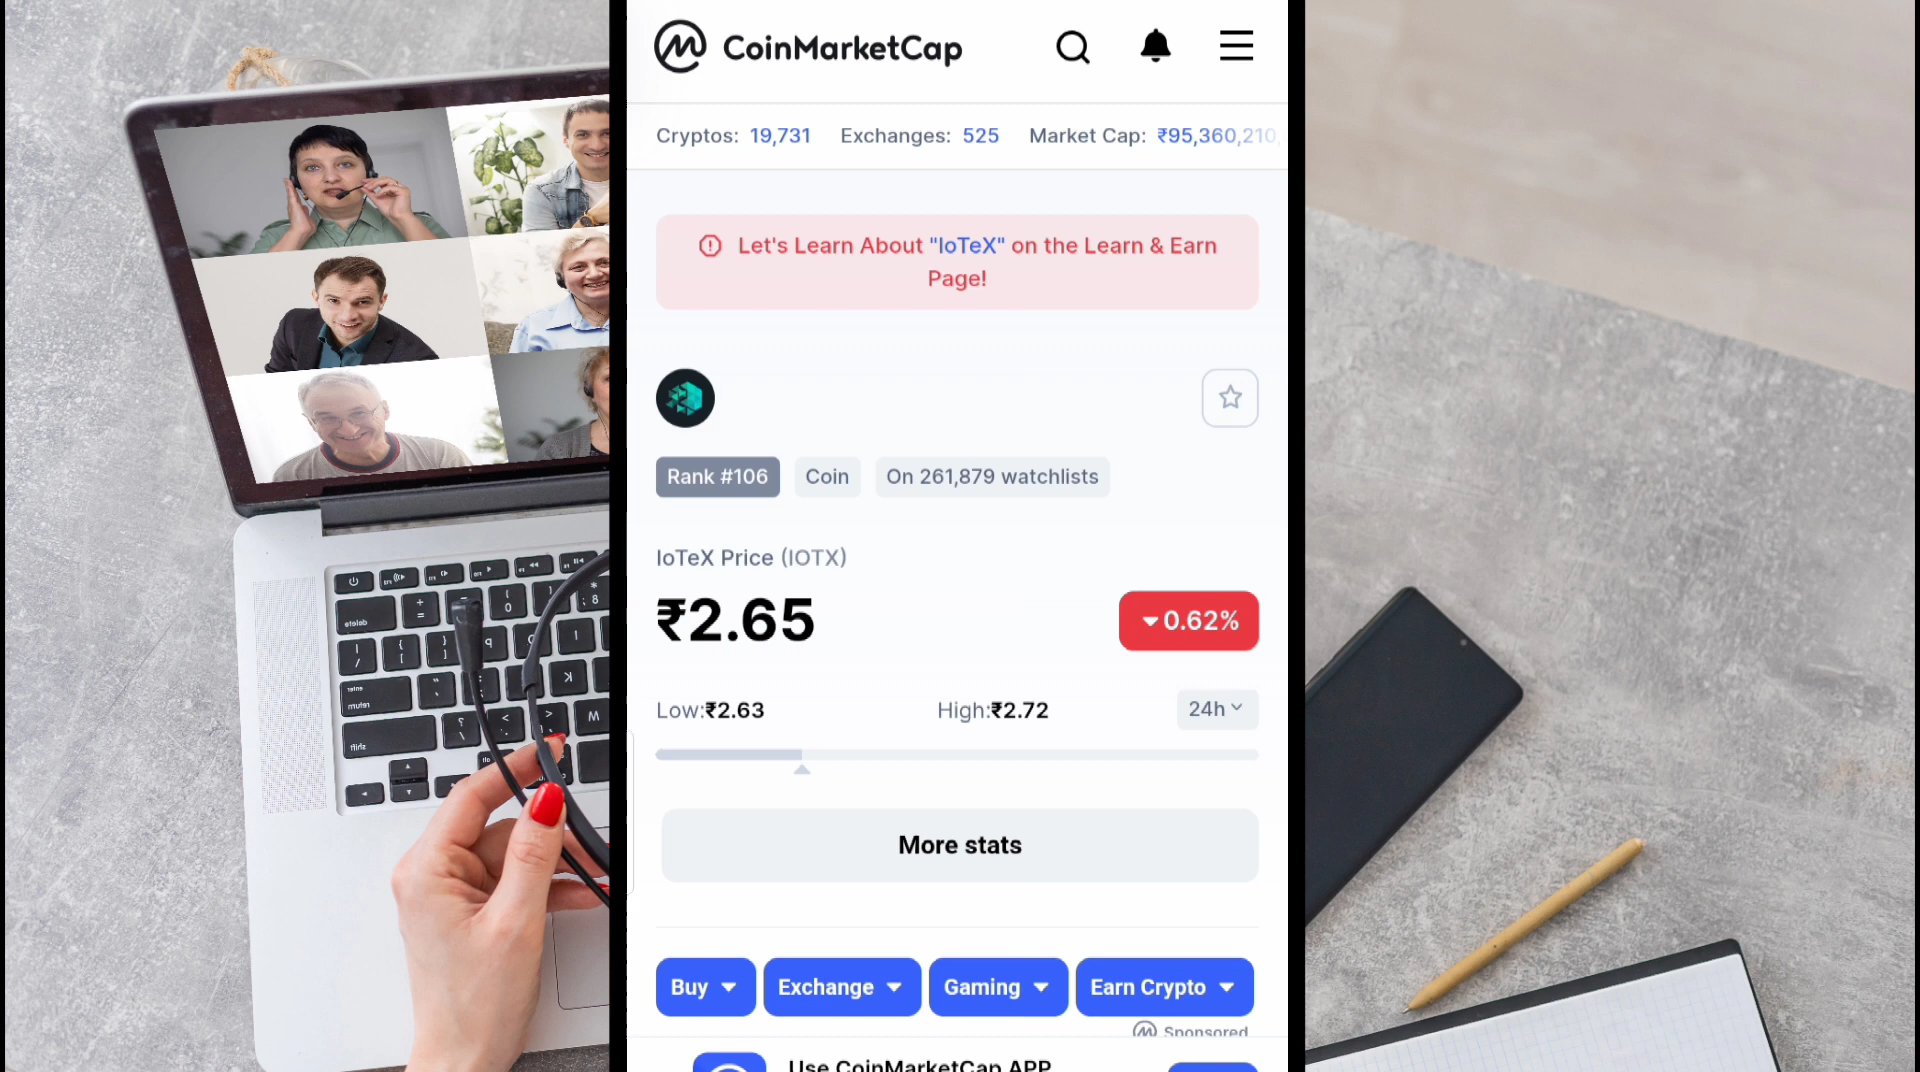 CoinMarketCap
Cryptos: 19,731 Exchanges: 525 Market Cap: ₹95,360,210,
Let's Learn About "IoTeX" on the Learn & Earn
Page!
Rank #106 Coin On 261,879 watchlists
IoTeX Price (IOTX)
₹2.65 0.62%
Low:₹2.63 High:₹2.72 24h
More stats
Buy Exchange Gaming Earn Crypto
Sponsored
Use CoinMarketCap APP